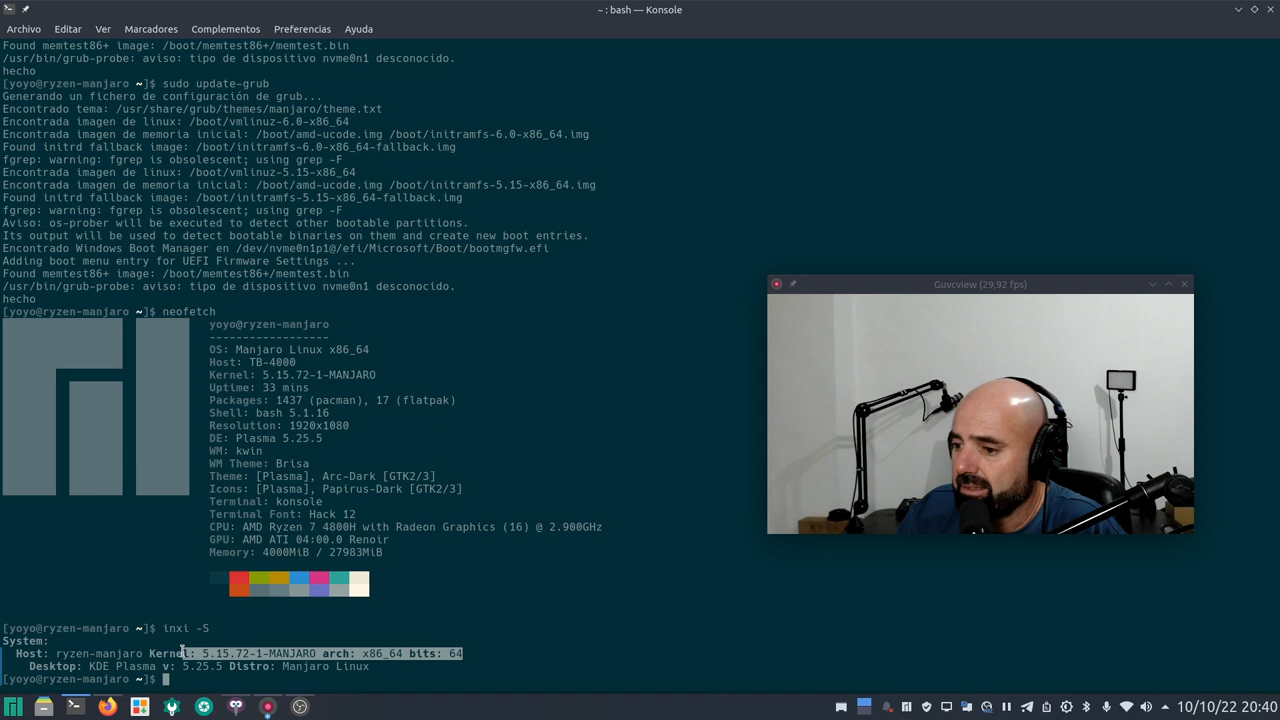 ~ : bash — Konsole
Archivo Editar Ver Marcadores Complementos Preferencias Ayuda
Found memtest86+ image: /boot/memtest86+/memtest.bin
/usr/bin/grub-probe: aviso: tipo de dispositivo nvme0n1 desconocido.
hecho
[yoyo@ryzen-manjaro ~]$ sudo update-grub
Generando un fichero de configuración de grub...
Encontrado tema: /usr/share/grub/themes/manjaro/theme.txt
Encontrada imagen de linux: /boot/vmlinuz-6.0-x86_64
Encontrada imagen de memoria inicial: /boot/amd-ucode.img /boot/initramfs-6.0-x86_64.img
Found initrd fallback image: /boot/initramfs-6.0-x86_64-fallback.img
fgrep: warning: fgrep is obsolescent; using grep -F
Encontrada imagen de linux: /boot/vmlinuz-5.15-x86_64
Encontrada imagen de memoria inicial: /boot/amd-ucode.img /boot/initramfs-5.15-x86_64.img
Found initrd fallback image: /boot/initramfs-5.15-x86_64-fallback.img
fgrep: warning: fgrep is obsolescent; using grep -F
Aviso: os-prober will be executed to detect other bootable partitions.
Its output will be used to detect bootable binaries on them and create new boot entries.
Encontrado Windows Boot Manager en /dev/nvme0n1p1@/efi/Microsoft/Boot/bootmgfw.efi
Adding boot menu entry for UEFI Firmware Settings ...
Found memtest86+ image: /boot/memtest86+/memtest.bin
/usr/bin/grub-probe: aviso: tipo de dispositivo nvme0n1 desconocido.
hecho
[yoyo@ryzen-manjaro ~]$ neofetch
yoyo@ryzen-manjaro
------------------
OS: Manjaro Linux x86_64
Host: TB-4000
Kernel: 5.15.72-1-MANJARO
Uptime: 33 mins
Packages: 1437 (pacman), 17 (flatpak)
Shell: bash 5.1.16
Resolution: 1920x1080
DE: Plasma 5.25.5
WM: kwin
WM Theme: Brisa
Theme: [Plasma], Arc-Dark [GTK2/3]
Icons: [Plasma], Papirus-Dark [GTK2/3]
Terminal: konsole
Terminal Font: Hack 12
CPU: AMD Ryzen 7 4800H with Radeon Graphics (16) @ 2.900GHz
GPU: AMD ATI 04:00.0 Renoir
Memory: 4000MiB / 27983MiB
[yoyo@ryzen-manjaro ~]$ inxi -S
System:
Host: ryzen-manjaro Kernel: 5.15.72-1-MANJARO arch: x86_64 bits: 64
Desktop: KDE Plasma v: 5.25.5 Distro: Manjaro Linux
[yoyo@ryzen-manjaro ~]$
Guvcview (29,92 fps)
10/10/22 20:40